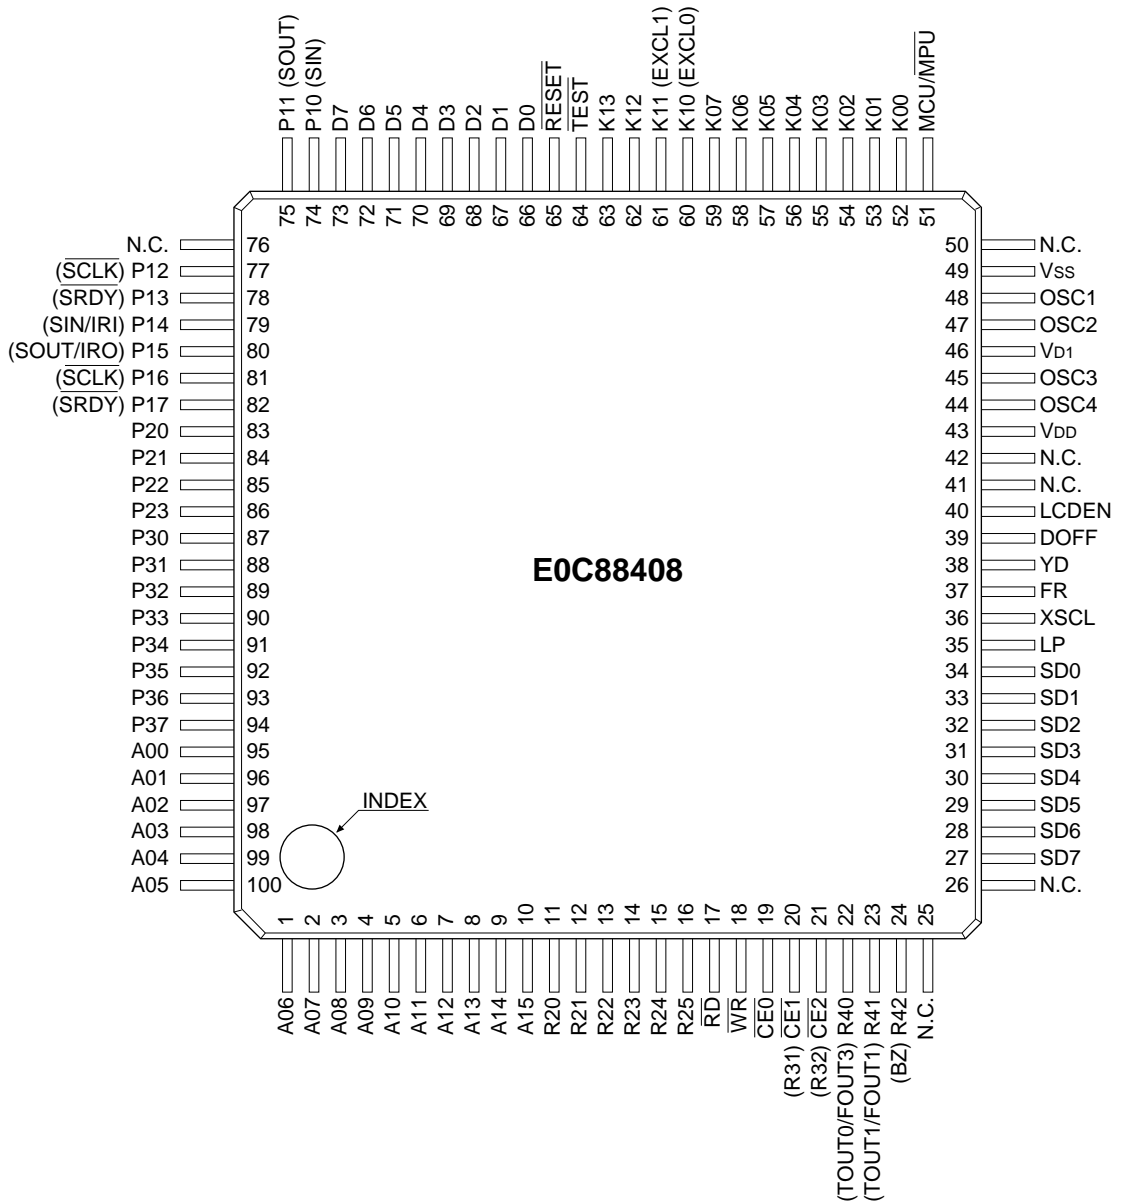 P11 (SOUT)
P10 (SIN)
D7
D6
D5
D4
D3
D2
D1
D0
RESET
TEST
K13
K12
K11 (EXCL1)
K10 (EXCL0)
K07
K06
K05
K04
K03
K02
K01
K00
MCU/MPU
75
74
73
72
71
70
69
68
67
66
65
64
63
62
61
60
59
58
57
56
55
54
53
52
51
N.C. 76
(SCLK) P12 77
(SRDY) P13 78
(SIN/IRI) P14 79
(SOUT/IRO) P15 80
(SCLK) P16 81
(SRDY) P17 82
P20 83
P21 84
P22 85
P23 86
P30 87
P31 88
P32 89
P33 90
P34 91
P35 92
P36 93
P37 94
A00 95
A01 96
A02 97
A03 98
A04 99
A05 100
50 N.C.
49 VSS
48 OSC1
47 OSC2
46 VD1
45 OSC3
44 OSC4
43 VDD
42 N.C.
41 N.C.
40 LCDEN
39 DOFF
38 YD
37 FR
36 XSCL
35 LP
34 SD0
33 SD1
32 SD2
31 SD3
30 SD4
29 SD5
28 SD6
27 SD7
26 N.C.
E0C88408
INDEX
1
2
3
4
5
6
7
8
9
10
11
12
13
14
15
16
17
18
19
20
21
22
23
24
25
A06
A07
A08
A09
A10
A11
A12
A13
A14
A15
R20
R21
R22
R23
R24
R25
RD
WR
CE0
(R31) CE1
(R32) CE2
(TOUT0/FOUT3) R40
(TOUT1/FOUT1) R41
(BZ) R42
N.C.